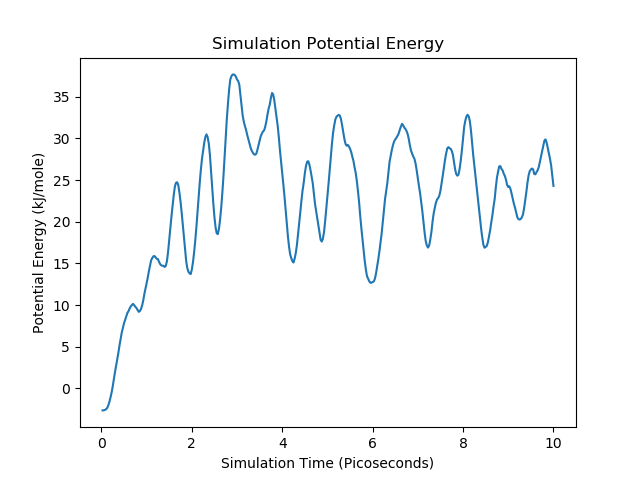 Simulation Potential Energy
Potential Energy (kJ/mole)
35
30
25
20
15
10
5
0
0 2 4 6 8 10
Simulation Time (Picoseconds)